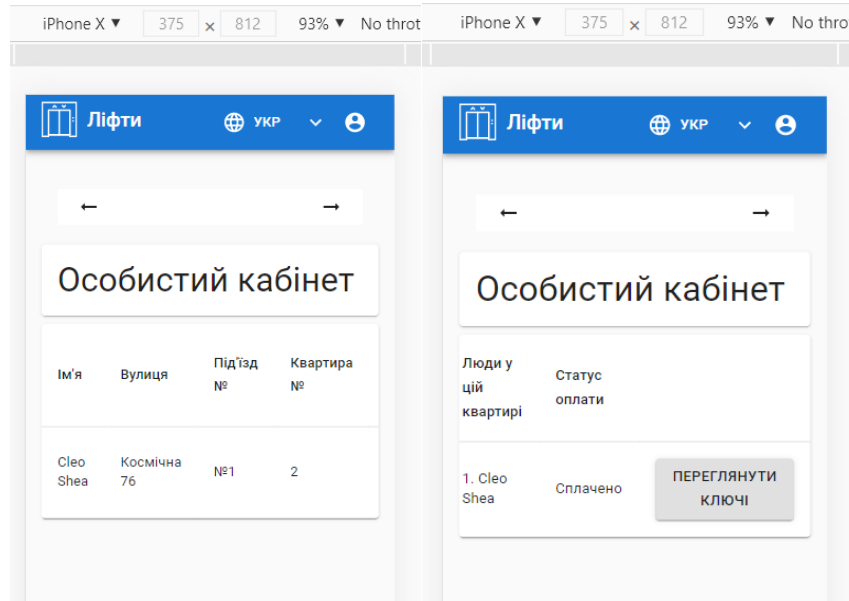 iPhone X ▼ 375 × 812 93% ▼ No throt
Ліфти УКР
← →
Особистий кабінет
Ім'я Вулиця Під'їзд № Квартира №
Cleo Shea Космічна 76 №1 2
iPhone X ▼ 375 × 812 93% ▼ No thro
Ліфти УКР
← →
Особистий кабінет
Люди у цій квартирі Статус оплати
1. Cleo Shea Сплачено ПЕРЕГЛЯНУТИ КЛЮЧІ